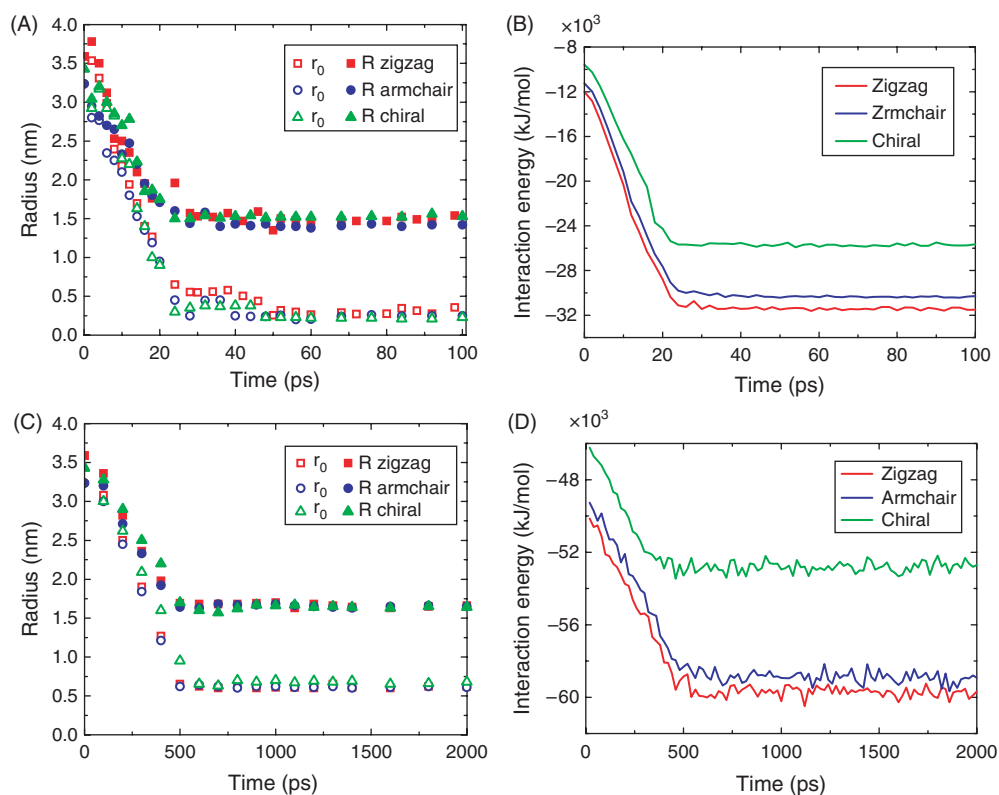 (A)
4.0
3.5
3.0
2.5
2.0
1.5
1.0
0.5
0.0
Radius (nm)
r0 R zigzag
r0 R armchair
r0 R chiral
0 20 40 60 80 100
Time (ps)
(B)
×10³
−8
−12
−16
−20
−24
−28
−32
Interaction energy (kJ/mol)
Zigzag
Zrmchair
Chiral
0 20 40 60 80 100
Time (ps)
(C)
4.0
3.5
3.0
2.5
2.0
1.5
1.0
0.5
0.0
Radius (nm)
r0 R zigzag
r0 R armchair
r0 R chiral
0 500 1000 1500 2000
Time (ps)
(D)
×10³
−48
−52
−56
−60
Interaction energy (kJ/mol)
Zigzag
Armchair
Chiral
0 500 1000 1500 2000
Time (ps)